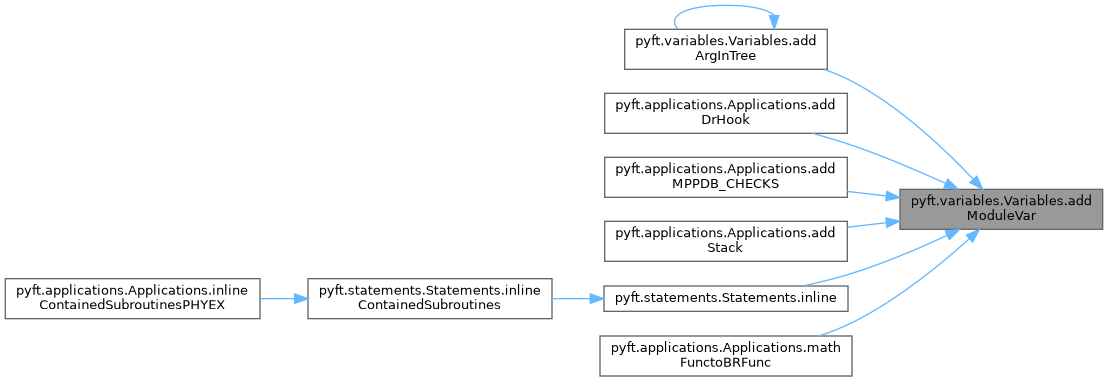 pyft.variables.Variables.add
ArgInTree
pyft.applications.Applications.add
DrHook
pyft.applications.Applications.add
MPPDB_CHECKS
pyft.variables.Variables.add
ModuleVar
pyft.applications.Applications.add
Stack
pyft.applications.Applications.inline
ContainedSubroutinesPHYEX
pyft.statements.Statements.inline
ContainedSubroutines
pyft.statements.Statements.inline
pyft.applications.Applications.math
FunctoBRFunc